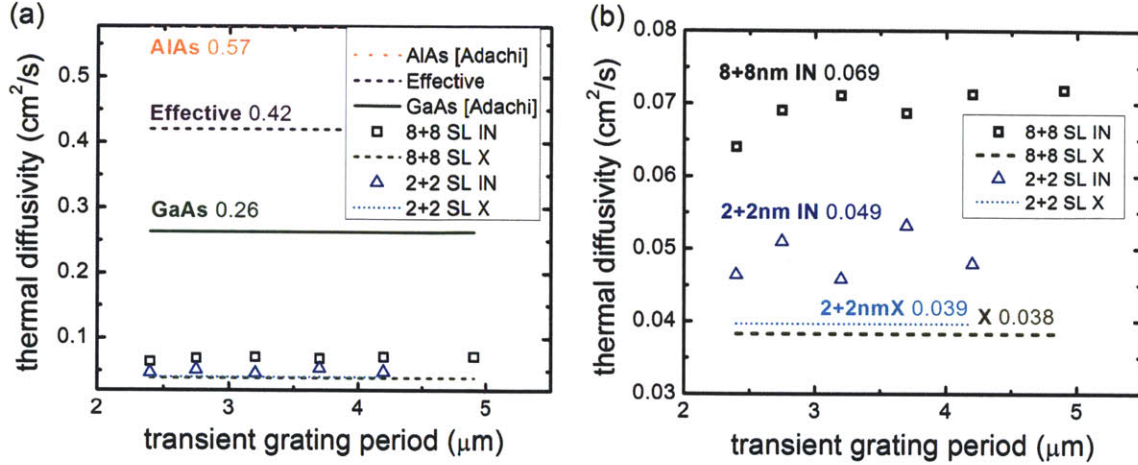 (a)
thermal diffusivity (cm²/s)
0.5
0.4
0.3
0.2
0.1
AlAs 0.57
Effective 0.42
GaAs 0.26
AlAs [Adachi]
Effective
GaAs [Adachi]
8+8 SL IN
8+8 SL X
2+2 SL IN
2+2 SL X
2
3
4
5
transient grating period (μm)
(b)
thermal diffusivity (cm²/s)
0.08
0.07
0.06
0.05
0.04
0.03
8+8nm IN 0.069
2+2nm IN 0.049
2+2nmX 0.039
X 0.038
8+8 SL IN
8+8 SL X
2+2 SL IN
2+2 SL X
2
3
4
5
transient grating period (μm)